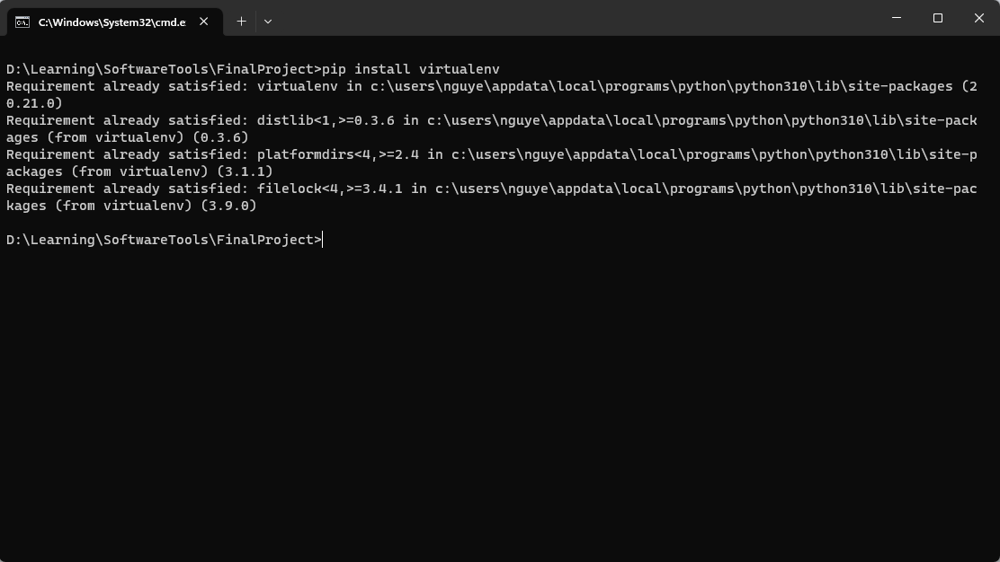 C:\Windows\System32\cmd.e
D:\Learning\SoftwareTools\FinalProject>pip install virtualenv
Requirement already satisfied: virtualenv in c:\users\nguye\appdata\local\programs\python\python310\lib\site-packages (2
0.21.0)
Requirement already satisfied: distlib<1,>=0.3.6 in c:\users\nguye\appdata\local\programs\python\python310\lib\site-pack
ages (from virtualenv) (0.3.6)
Requirement already satisfied: platformdirs<4,>=2.4 in c:\users\nguye\appdata\local\programs\python\python310\lib\site-p
ackages (from virtualenv) (3.1.1)
Requirement already satisfied: filelock<4,>=3.4.1 in c:\users\nguye\appdata\local\programs\python\python310\lib\site-pac
kages (from virtualenv) (3.9.0)
D:\Learning\SoftwareTools\FinalProject>